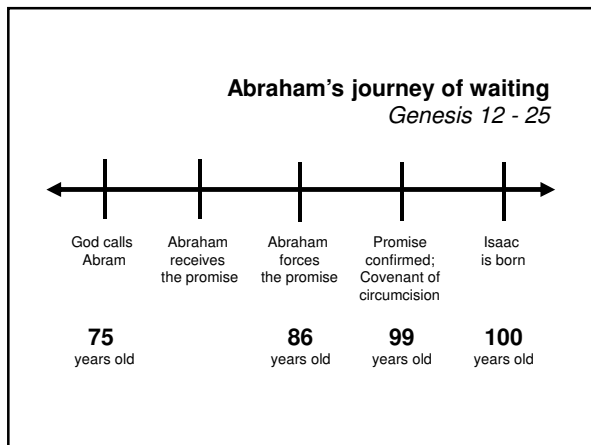 Abraham’s journey of waiting
Genesis 12 - 25
God calls
Abram
Abraham
receives
the promise
Abraham
forces
the promise
Promise
confirmed;
Covenant of
circumcision
Isaac
is born
75
years old
86
years old
99
years old
100
years old